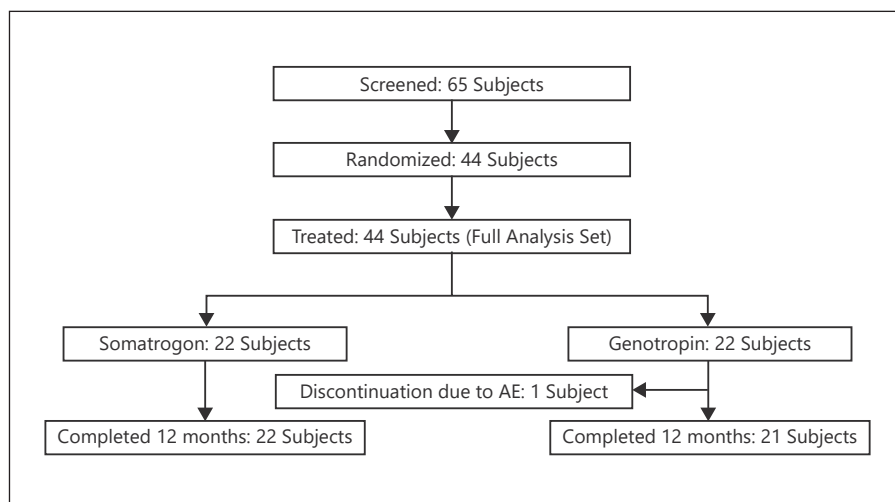 Screened: 65 Subjects
Randomized: 44 Subjects
Treated: 44 Subjects (Full Analysis Set)
Somatrogon: 22 Subjects
Genotropin: 22 Subjects
Discontinuation due to AE: 1 Subject
Completed 12 months: 22 Subjects
Completed 12 months: 21 Subjects